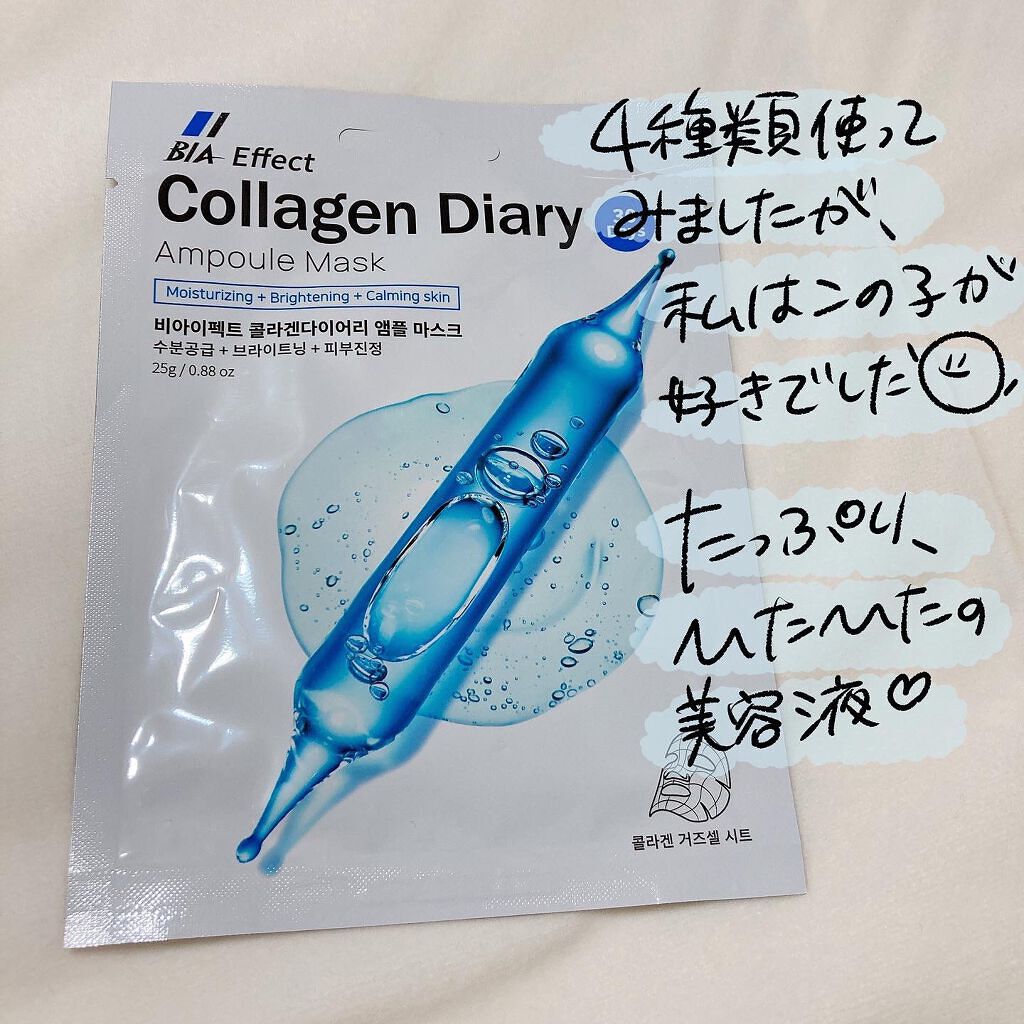 BIA Effect
Collagen Diary
30 Days
Ampoule Mask
Moisturizing + Brightening + Calming skin
비아이펙트 콜라겐다이어리 앰플 마스크
수분공급 + 브라이트닝 + 피부진정
25g / 0.88 oz
4種類使って
みましたが、
私はこの子が
好きでした
たっぷり、
ひたひたの
美容液♡
콜라겐 거즈셀 시트